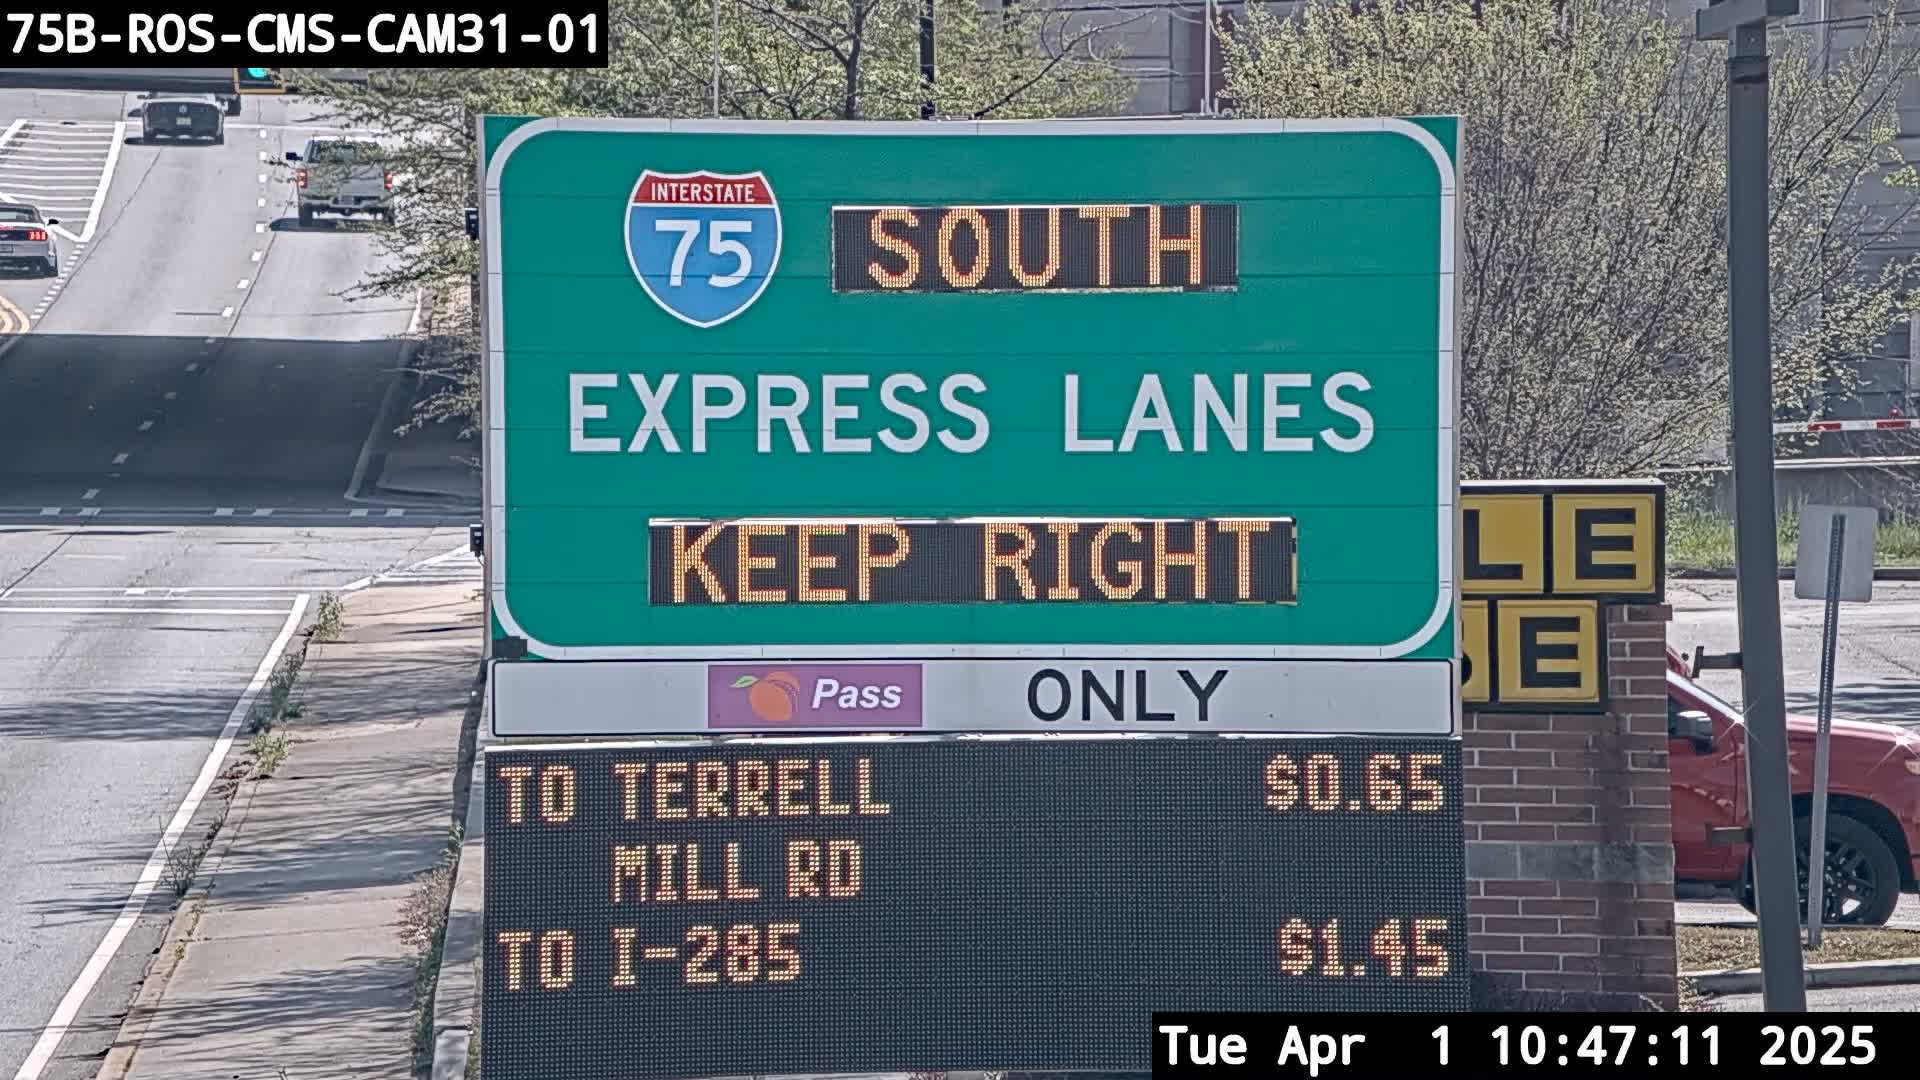 75B-ROS-CMS-CAM31-01
INTERSTATE
75
SOUTH
EXPRESS LANES
KEEP RIGHT
Pass ONLY
TO TERRELL $0.65
MILL RD
TO I-285 $1.45
LE
E
Tue Apr 1 10:47:11 2025